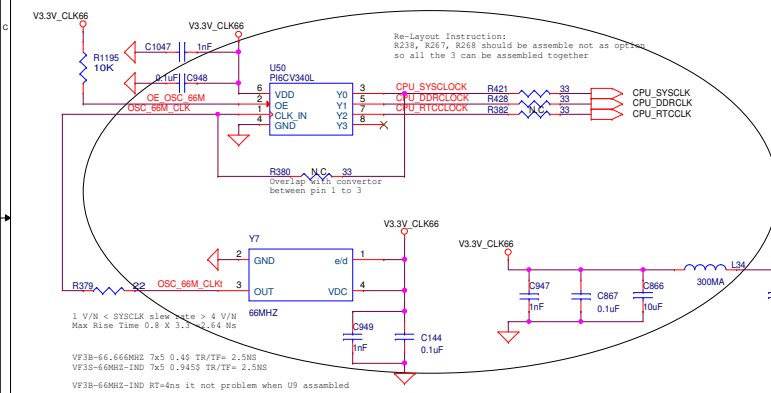 C
V3.3V_CLK66
V3.3V_CLK66
Re-Layout Instruction:
R238, R267, R268 should be assemble not as option
so all the 3 can be assembled together
C1047 1nF
R1195
10K
0.1uF C948
U50
PI6CV340L
6 VDD Y0 3 CPU_SYSCLOCK R421 33 CPU_SYSCLK
OE_OSC_66M 2 OE Y1 5 CPU_DDRCLOCK R428 33 CPU_DDRCLK
OSC_66M_CLK 1 CLK_IN Y2 7 CPU_RTCCLOCK R382 N.C. 33 CPU_RTCCLK
4 GND Y3 8
R380 N.C. 33
Overlap with convertor
between pin 1 to 3
Y7
V3.3V_CLK66
V3.3V_CLK66
2 GND e/d 1
R379 22 OSC_66M_CLKt 3 OUT VDC 4
66MHZ
L34
300MA
C947
1nF
C867
0.1uF
C866
10uF
1 V/N < SYSCLK slew rate > 4 V/N
Max Rise Time 0.8 X 3.3 =2.64 Ns
C949
1nF
C144
0.1uF
VF3B-66.666MHZ 7x5 0.4$ TR/TF= 2.5NS
VF3S-66MHZ-IND 7x5 0.945$ TR/TF= 2.5NS
VF3B-66MHZ-IND RT=4ns it not problem when U9 assambled